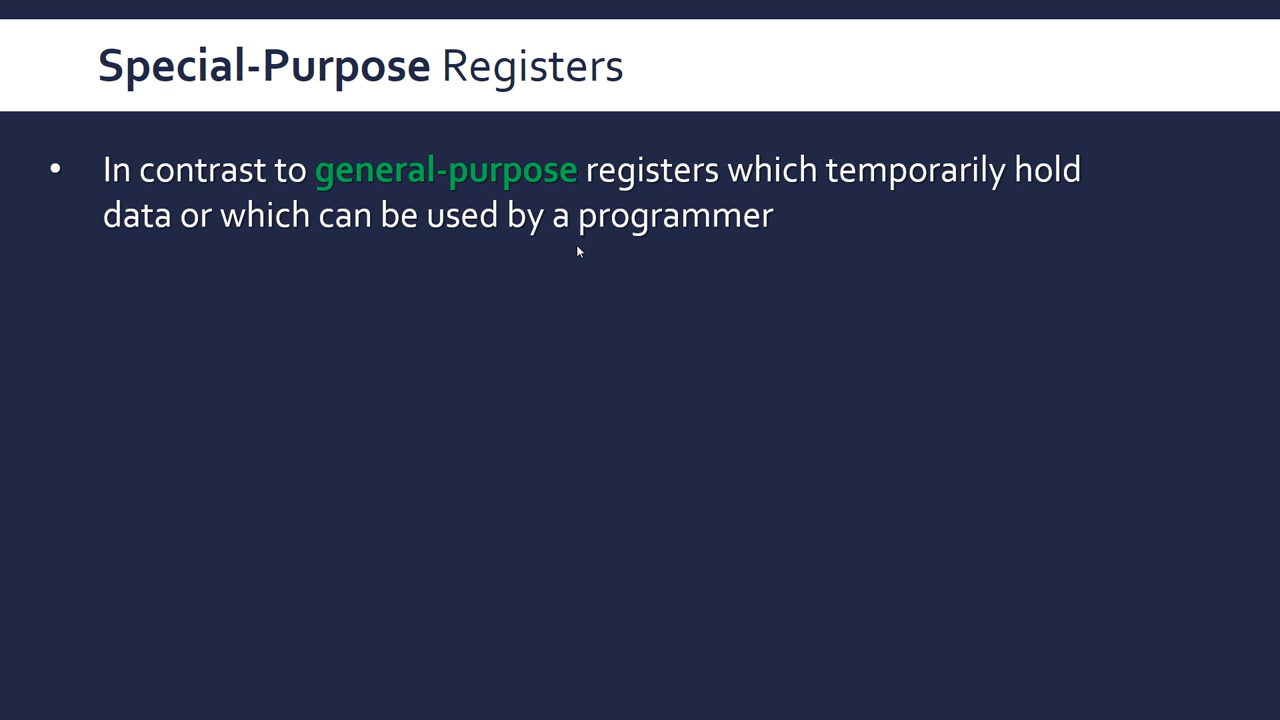 Special-Purpose Registers
• In contrast to general-purpose registers which temporarily hold
data or which can be used by a programmer